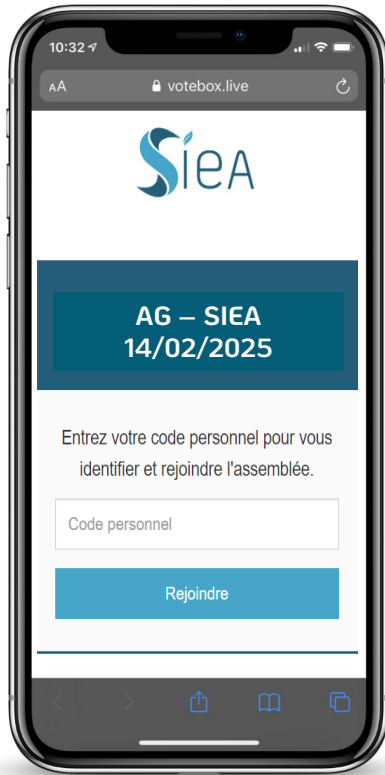 10:32
AA votebox.live
SieA
AG – SIEA
14/02/2025
Entrez votre code personnel pour vous
identifier et rejoindre l'assemblée.
Code personnel
Rejoindre